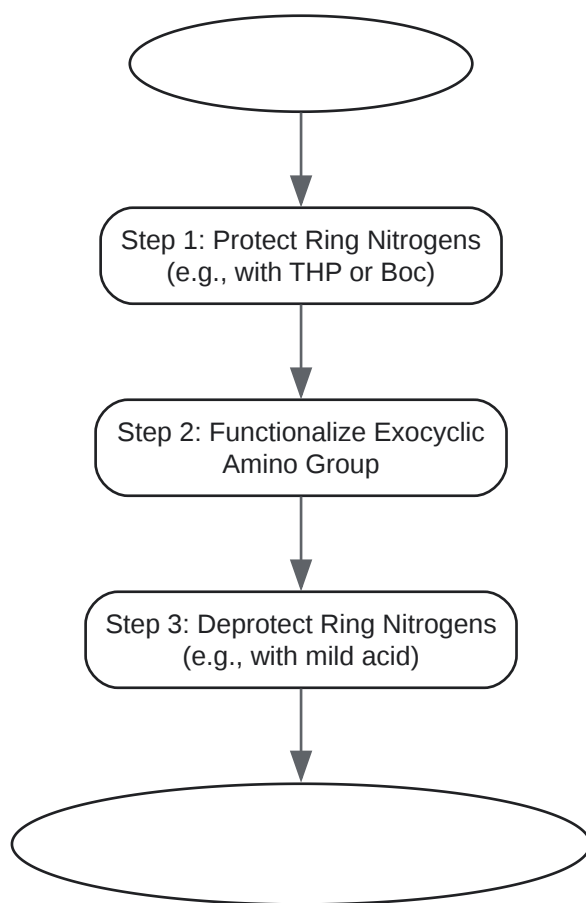 Step 1: Protect Ring Nitrogens
(e.g., with THP or Boc)
Step 2: Functionalize Exocyclic
Amino Group
Step 3: Deprotect Ring Nitrogens
(e.g., with mild acid)